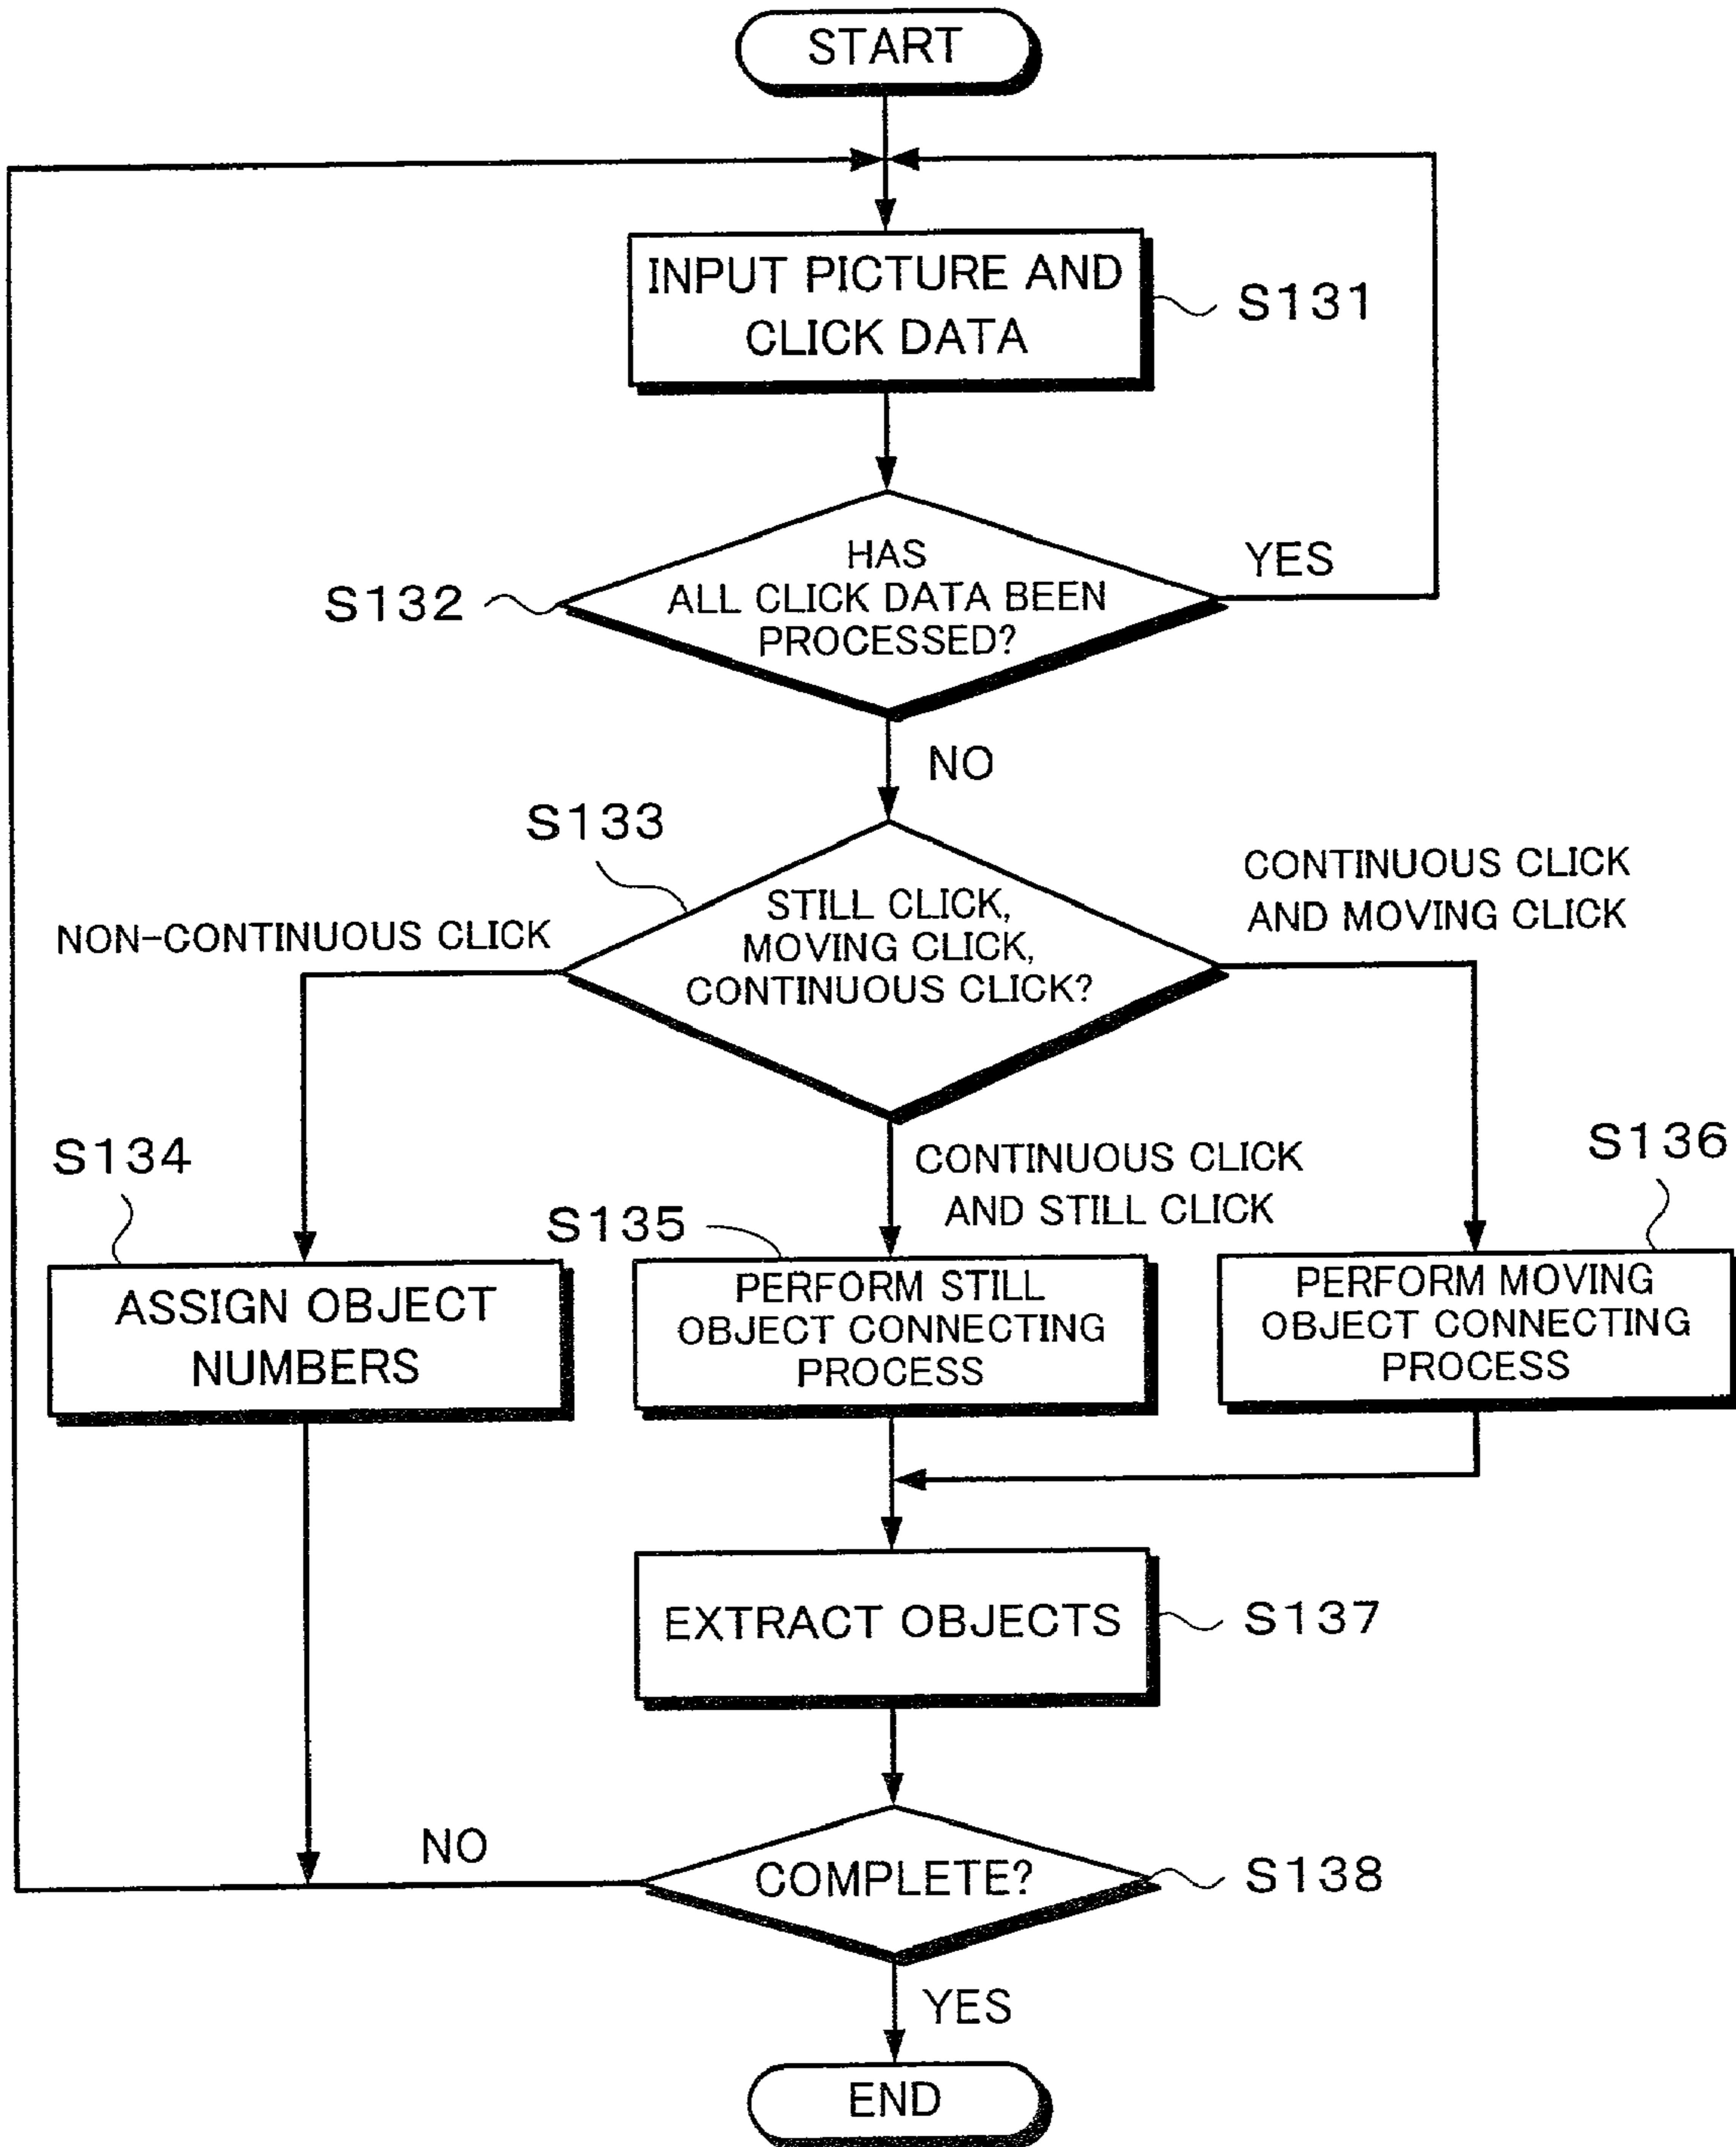 START
INPUT PICTURE AND
CLICK DATA
S131
HAS
ALL CLICK DATA BEEN
PROCESSED?
S132
YES
NO
S133
STILL CLICK,
MOVING CLICK,
CONTINUOUS CLICK?
NON-CONTINUOUS CLICK
CONTINUOUS CLICK
AND MOVING CLICK
CONTINUOUS CLICK
AND STILL CLICK
S134
ASSIGN OBJECT
NUMBERS
S135
PERFORM STILL
OBJECT CONNECTING
PROCESS
S136
PERFORM MOVING
OBJECT CONNECTING
PROCESS
EXTRACT OBJECTS
S137
NO
COMPLETE?
S138
YES
END